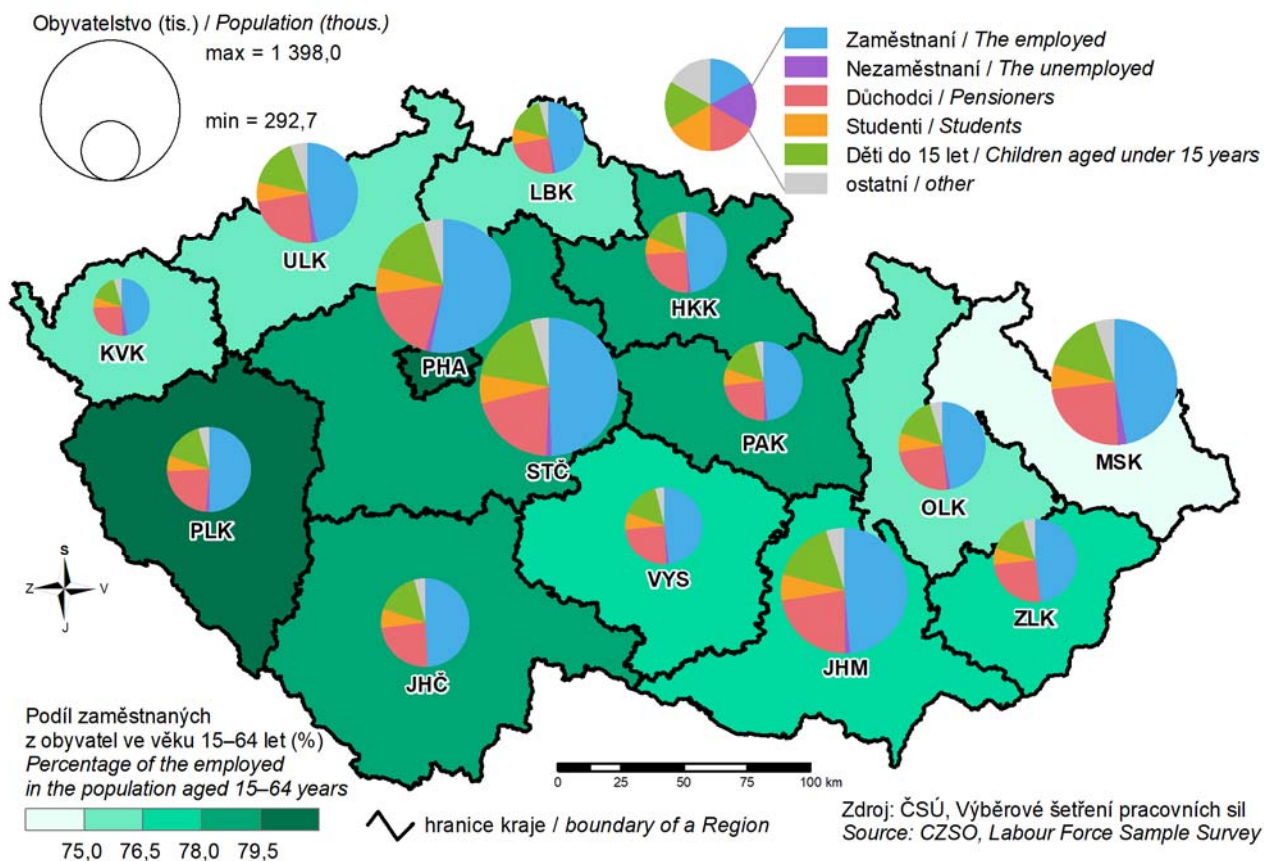 Obyvatelstvo (tis.) / Population (thous.)
max = 1 398,0
min = 292,7
Zaměstnaní / The employed
Nezaměstnaní / The unemployed
Důchodci / Pensioners
Studenti / Students
Děti do 15 let / Children aged under 15 years
ostatní / other
LBK
ULK
HKK
KVK
PHA
STČ
PAK
MSK
OLK
PLK
VYS
ZLK
JHČ
JHM
S
Z V
J
Podíl zaměstnaných
z obyvatel ve věku 15–64 let (%)
Percentage of the employed
in the population aged 15–64 years
75,0 76,5 78,0 79,5
hranice kraje / boundary of a Region
0 25 50 75 100 km
Zdroj: ČSÚ, Výběrové šetření pracovních sil
Source: CZSO, Labour Force Sample Survey